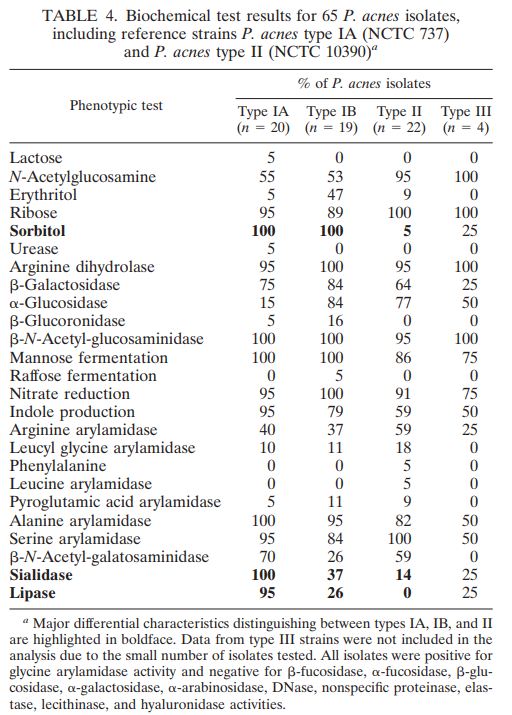 TABLE 4. Biochemical test results for 65 P. acnes isolates,
including reference strains P. acnes type IA (NCTC 737)
and P. acnes type II (NCTC 10390)a
Phenotypic test
% of P. acnes isolates
Type IA (n = 20) Type IB (n = 19) Type II (n = 22) Type III (n = 4)
Lactose 5 0 0 0
N-Acetylglucosamine 55 53 95 100
Erythritol 5 47 9 0
Ribose 95 89 100 100
Sorbitol 100 100 5 25
Urease 5 0 0 0
Arginine dihydrolase 95 100 95 100
β-Galactosidase 75 84 64 25
α-Glucosidase 15 84 77 50
β-Glucoronidase 5 16 0 0
β-N-Acetyl-glucosaminidase 100 100 95 100
Mannose fermentation 100 100 86 75
Raffose fermentation 0 5 0 0
Nitrate reduction 95 100 91 75
Indole production 95 79 59 50
Arginine arylamidase 40 37 59 25
Leucyl glycine arylamidase 10 11 18 0
Phenylalanine 0 0 5 0
Leucine arylamidase 0 0 5 0
Pyroglutamic acid arylamidase 5 11 9 0
Alanine arylamidase 100 95 82 50
Serine arylamidase 95 84 100 50
β-N-Acetyl-galatosaminidase 70 26 59 0
Sialidase 100 37 14 25
Lipase 95 26 0 25
a Major differential characteristics distinguishing between types IA, IB, and II
are highlighted in boldface. Data from type III strains were not included in the
analysis due to the small number of isolates tested. All isolates were positive for
glycine arylamidase activity and negative for β-fucosidase, α-fucosidase, β-glu-
cosidase, α-galactosidase, α-arabinosidase, DNase, nonspecific proteinase, elas-
tase, lecithinase, and hyaluronidase activities.